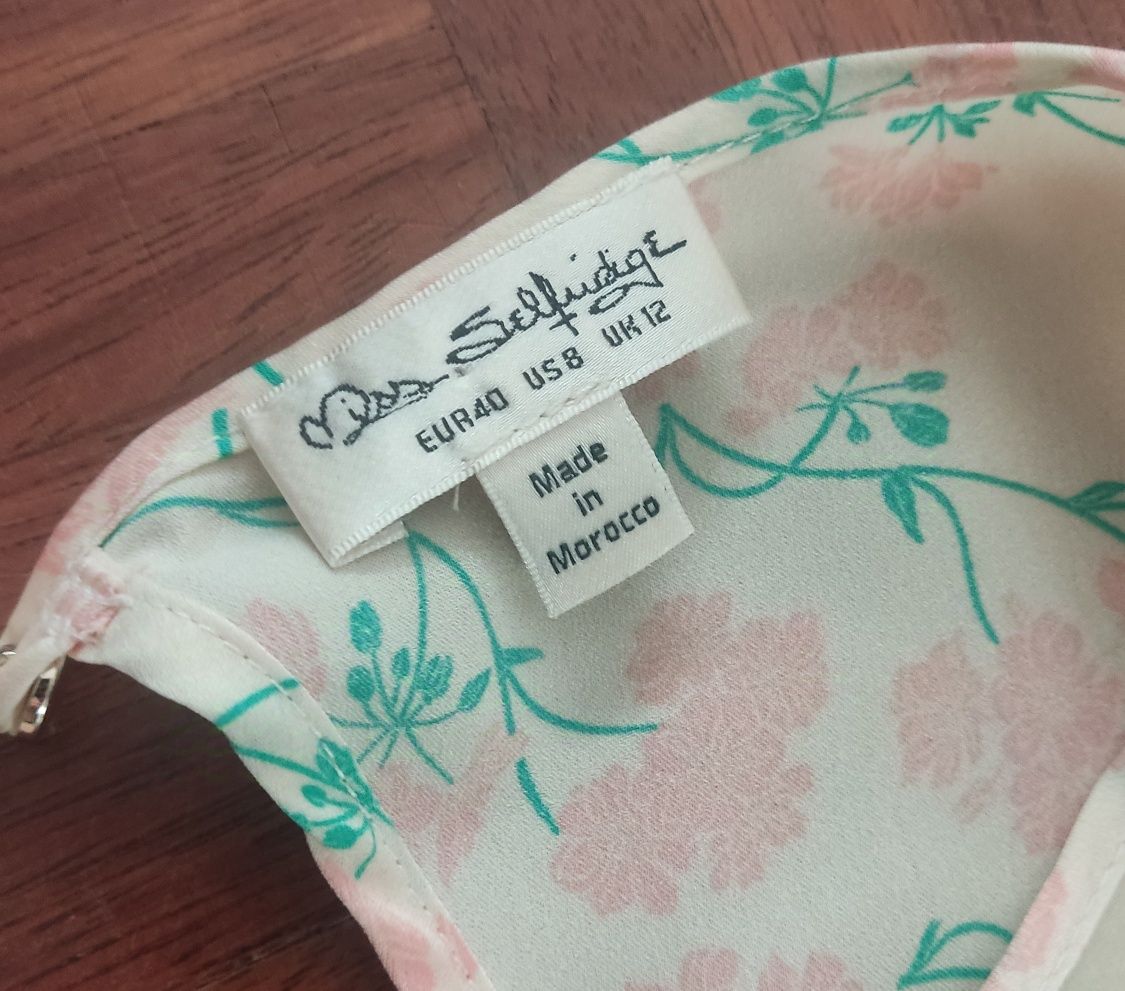 Miss Selfridge
EUR40 US8 UK12
Made
in
Morocco